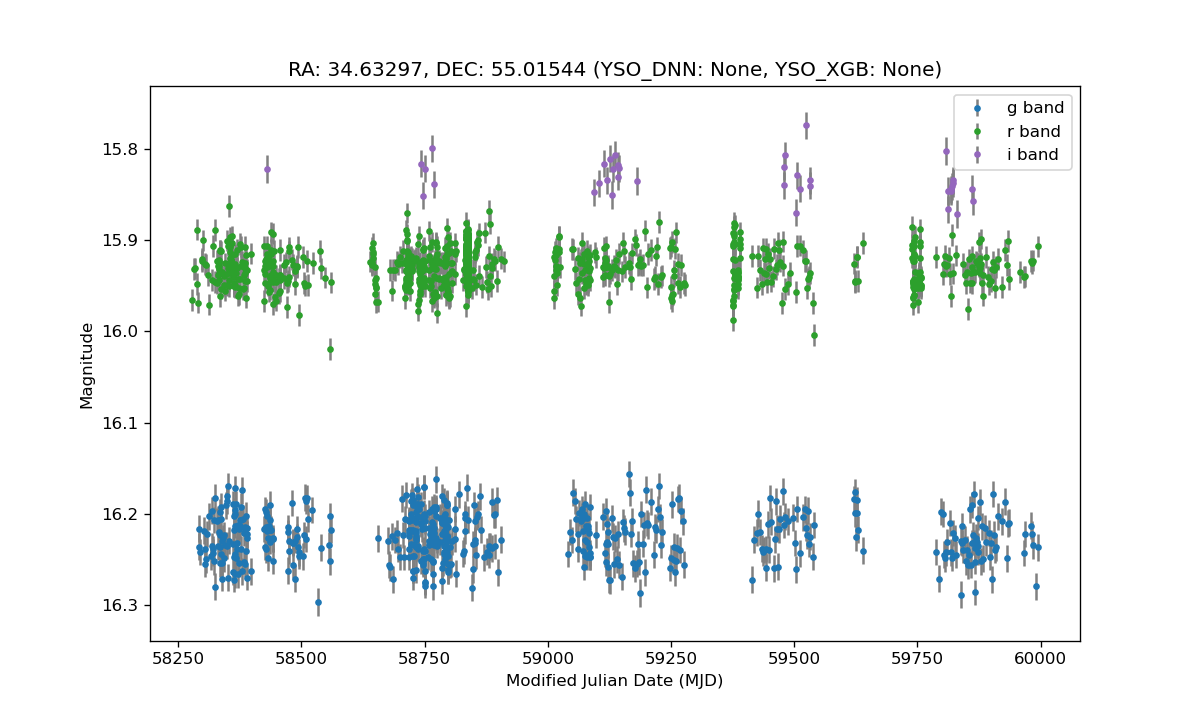 RA: 34.63297, DEC: 55.01544 (YSO_DNN: None, YSO_XGB: None)
g band
r band
i band
15.8
15.9
16.0
16.1
16.2
16.3
Magnitude
58250 58500 58750 59000 59250 59500 59750 60000
Modified Julian Date (MJD)